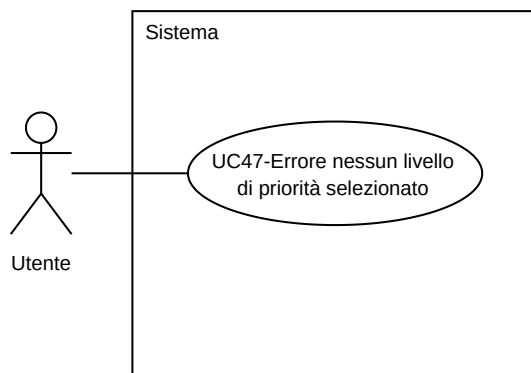 Sistema
UC47-Errore nessun livello
di priorità selezionato
Utente